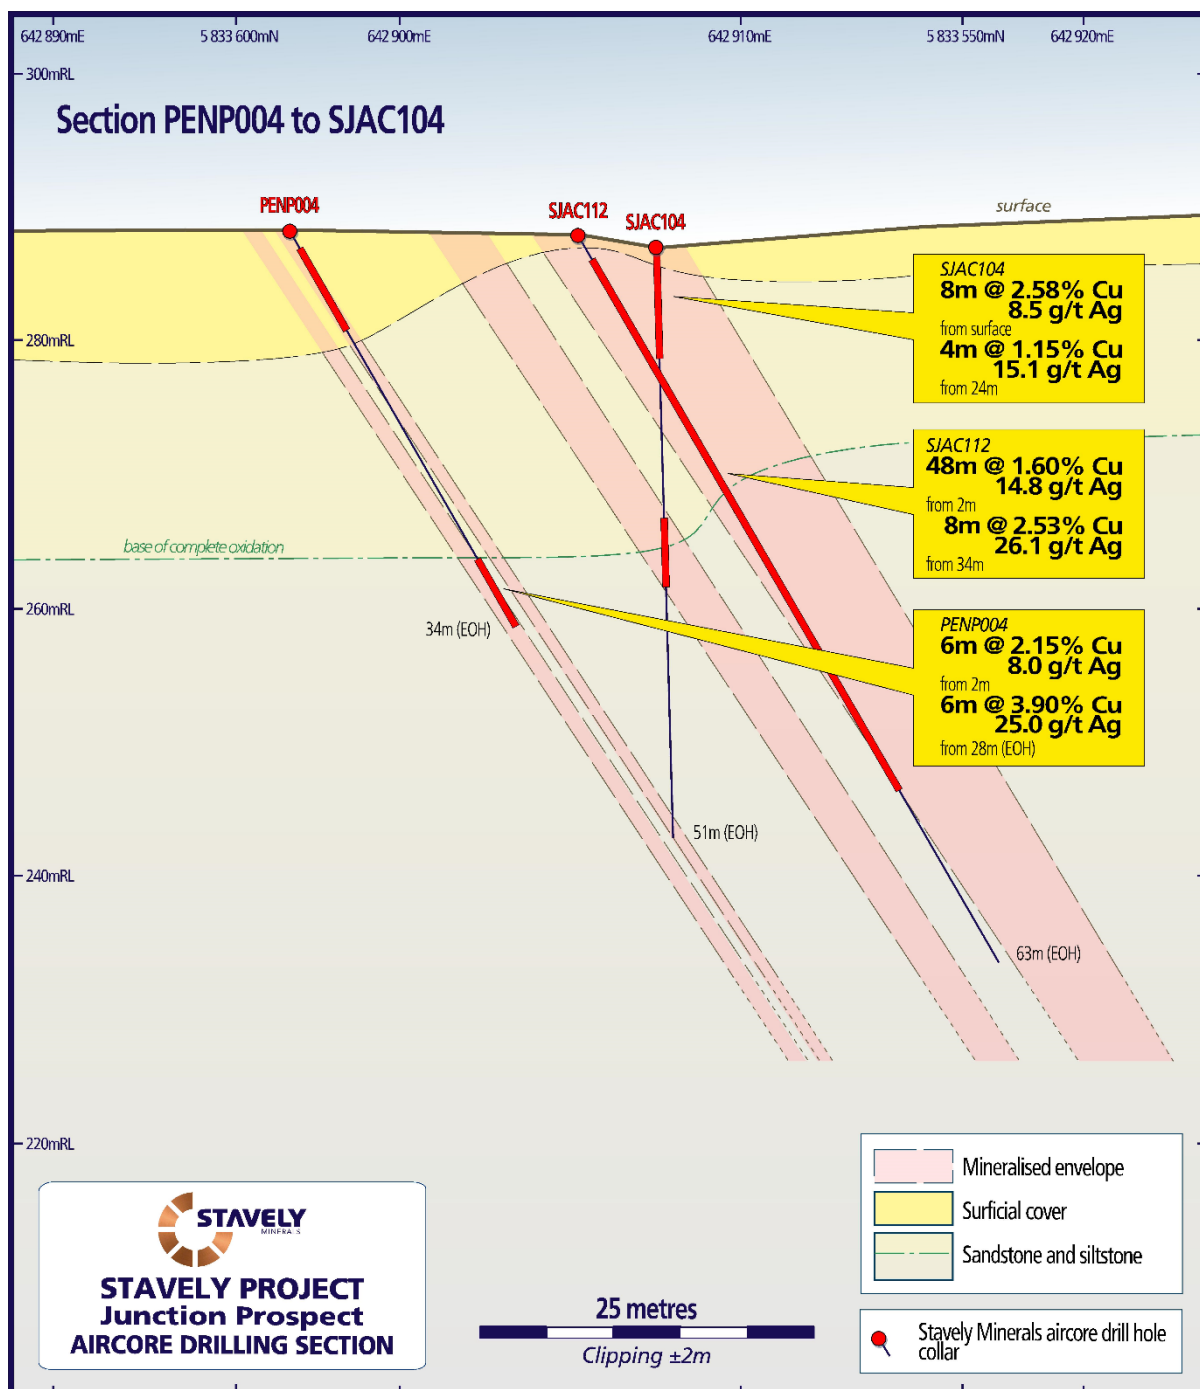 642 890mE
5 833 600mN
642 900mE
642 910mE
5 833 550mN
642 920mE
300mRL
Section PENP004 to SJAC104
PENP004
SJAC112
SJAC104
surface
SJAC104
8m @ 2.58% Cu
8.5 g/t Ag
from surface
4m @ 1.15% Cu
15.1 g/t Ag
from 24m
280mRL
SJAC112
48m @ 1.60% Cu
14.8 g/t Ag
from 2m
8m @ 2.53% Cu
26.1 g/t Ag
from 34m
base of complete oxidation
260mRL
34m (EOH)
PENP004
6m @ 2.15% Cu
8.0 g/t Ag
from 2m
6m @ 3.90% Cu
25.0 g/t Ag
from 28m (EOH)
51m (EOH)
240mRL
63m (EOH)
220mRL
Mineralised envelope
Surficial cover
Sandstone and siltstone
Stavely Minerals aircore drill hole
collar
STAVELY
MINERALS
STAVELY PROJECT
Junction Prospect
AIRCORE DRILLING SECTION
25 metres
Clipping ±2m